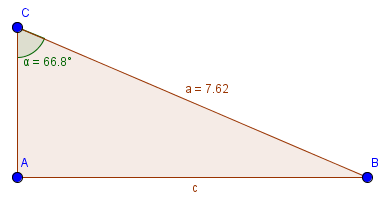 C
α = 66.8°
a = 7.62
A
B
c